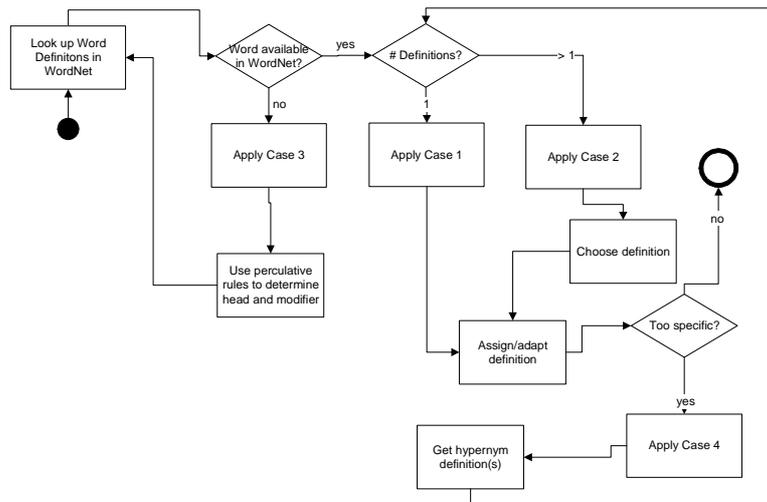 Look up Word
Definitons in
WordNet
Word available
in WordNet?
yes
# Definitions?
> 1
no
1
Apply Case 3
Apply Case 1
Apply Case 2
no
Use perculative
rules to determine
head and modifier
Choose definition
Assign/adapt
definition
Too specific?
yes
Get hypernym
definition(s)
Apply Case 4